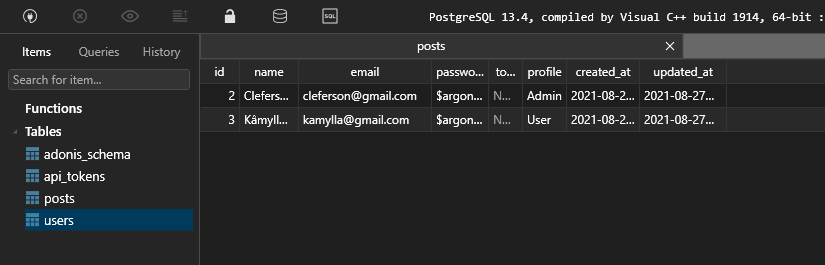 SQL
PostgreSQL 13.4, compiled by Visual C++ build 1914, 64-bit :
Items Queries History
posts
Search for item...
id name email passwo... to... profile created_at updated_at
2 Clefers... cleferson@gmail.com $argon... N... Admin 2021-08-2... 2021-08-27...
3 Kâmyll... kamylla@gmail.com $argon... N... User 2021-08-2... 2021-08-27...
Functions
Tables
adonis_schema
api_tokens
posts
users